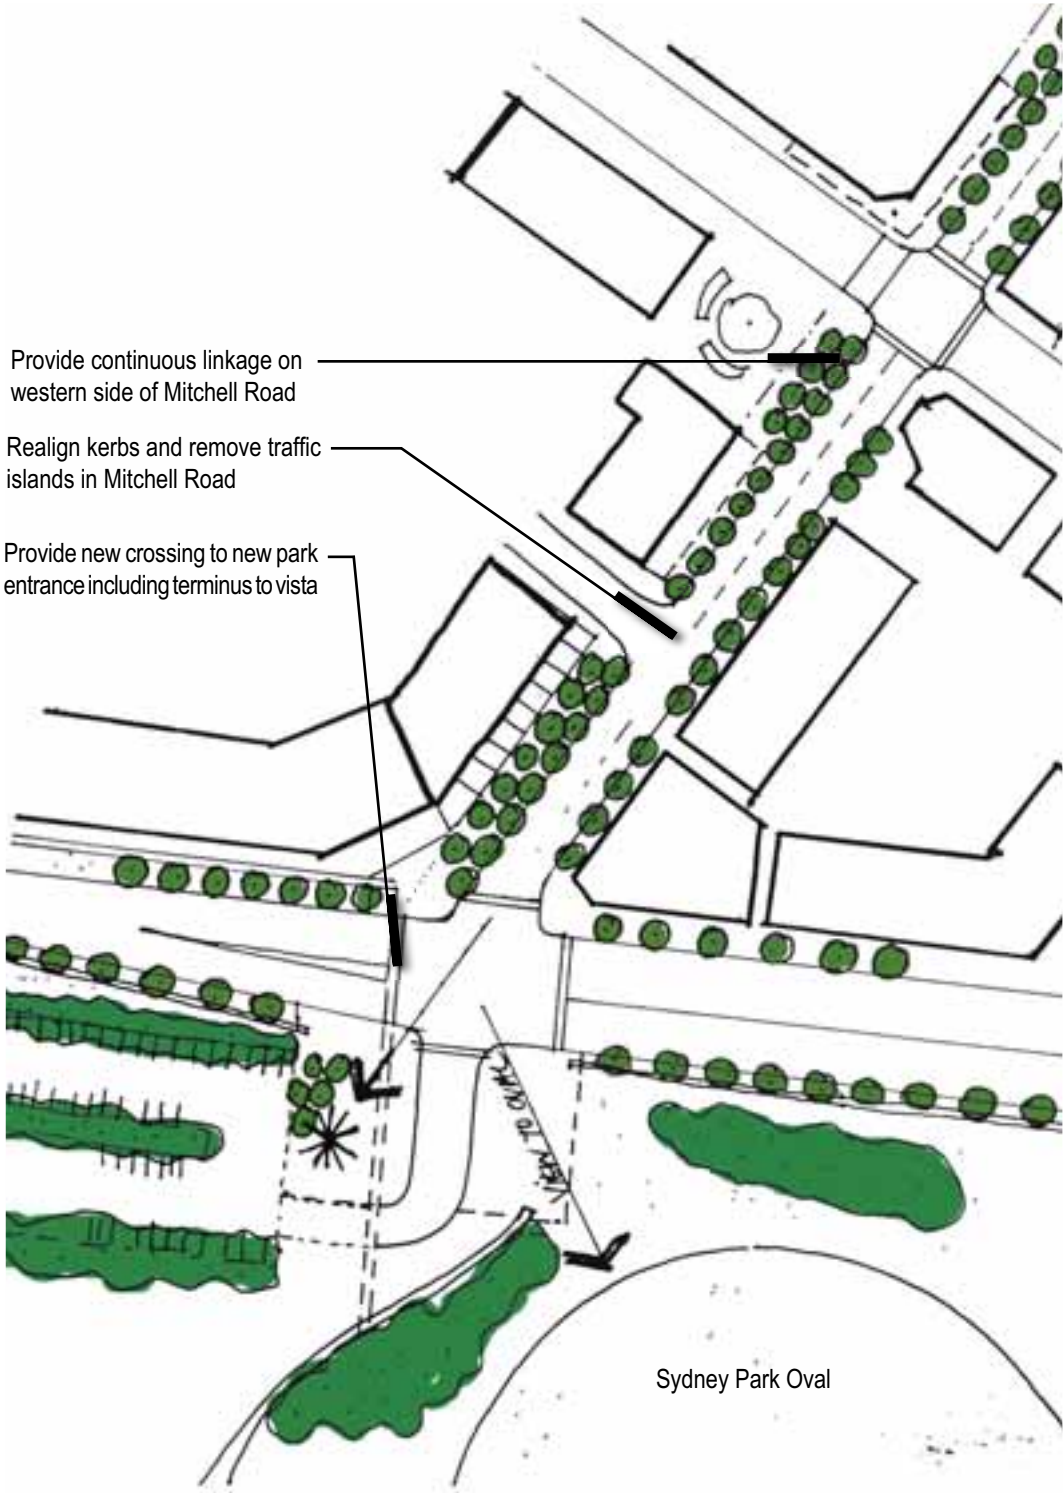 Provide continuous linkage on
western side of Mitchell Road
Realign kerbs and remove traffic
islands in Mitchell Road
Provide new crossing to new park
entrance including terminus to vista
VIEW TO OVAL
Sydney Park Oval